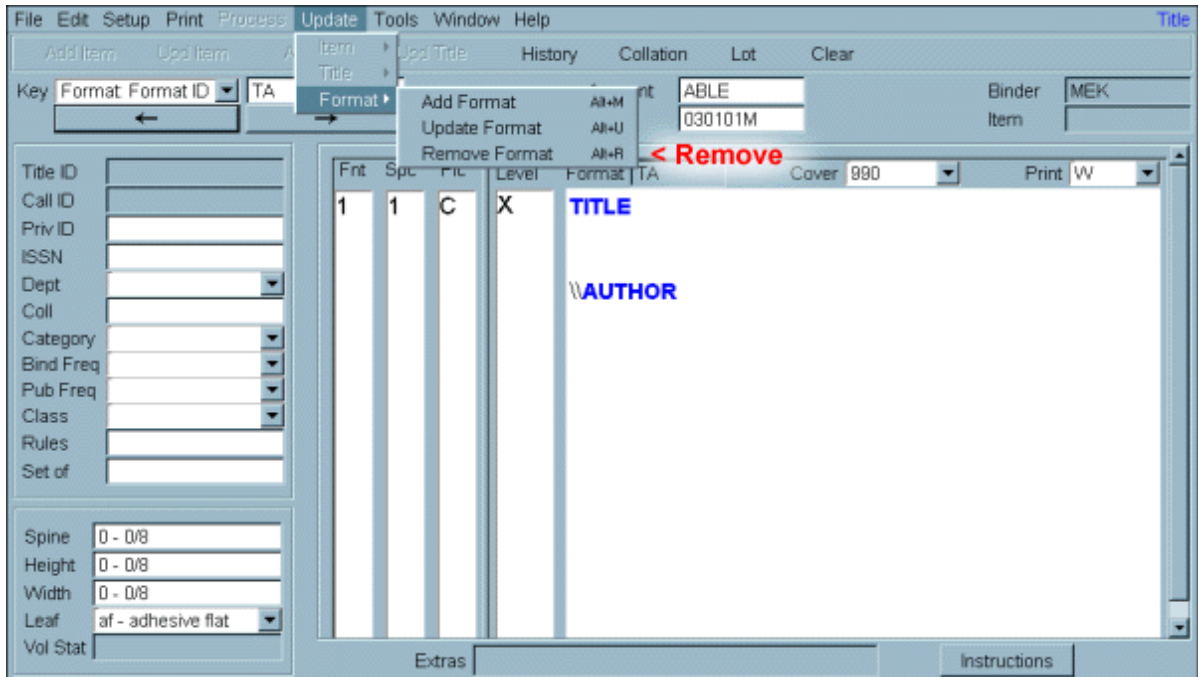 File Edit Setup Print Process Update Tools Window Help Title
Add Item Upd Item Item Upd Title History Collation Lot Clear
Title
Key Format: Format ID TA Format ABLE Binder MEK
← → Add Format Alt+M 030101M Item
Update Format Alt+U
Remove Format Alt+R < Remove
Title ID Fnt Spc Level Format TA Cover 990 Print W
Call ID 1 1 C X TITLE
Priv ID
ISSN
Dept \\AUTHOR
Coll
Category
Bind Freq
Pub Freq
Class
Rules
Set of
Spine 0 - 0/8
Height 0 - 0/8
Width 0 - 0/8
Leaf af - adhesive flat
Vol Stat
Extras Instructions